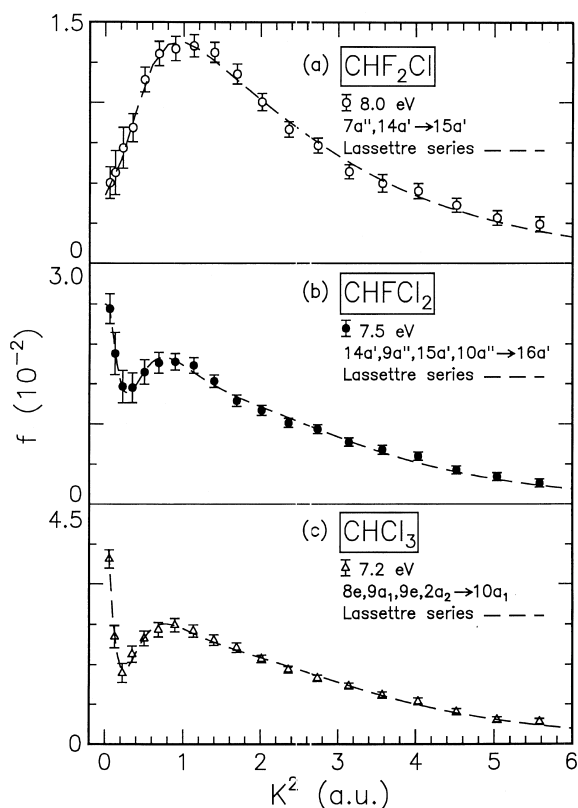 1.5
(a) CHF₂Cl
8.0 eV
7a'',14a'→15a'
Lassettre series
0
3.0
(b) CHFCl₂
7.5 eV
14a',9a'',15a',10a''→16a'
Lassettre series
f (10⁻²)
0
4.5
(c) CHCl₃
7.2 eV
8e,9a₁,9e,2a₂→10a₁
Lassettre series
0
0 1 2 3 4 5 6
K² (a.u.)